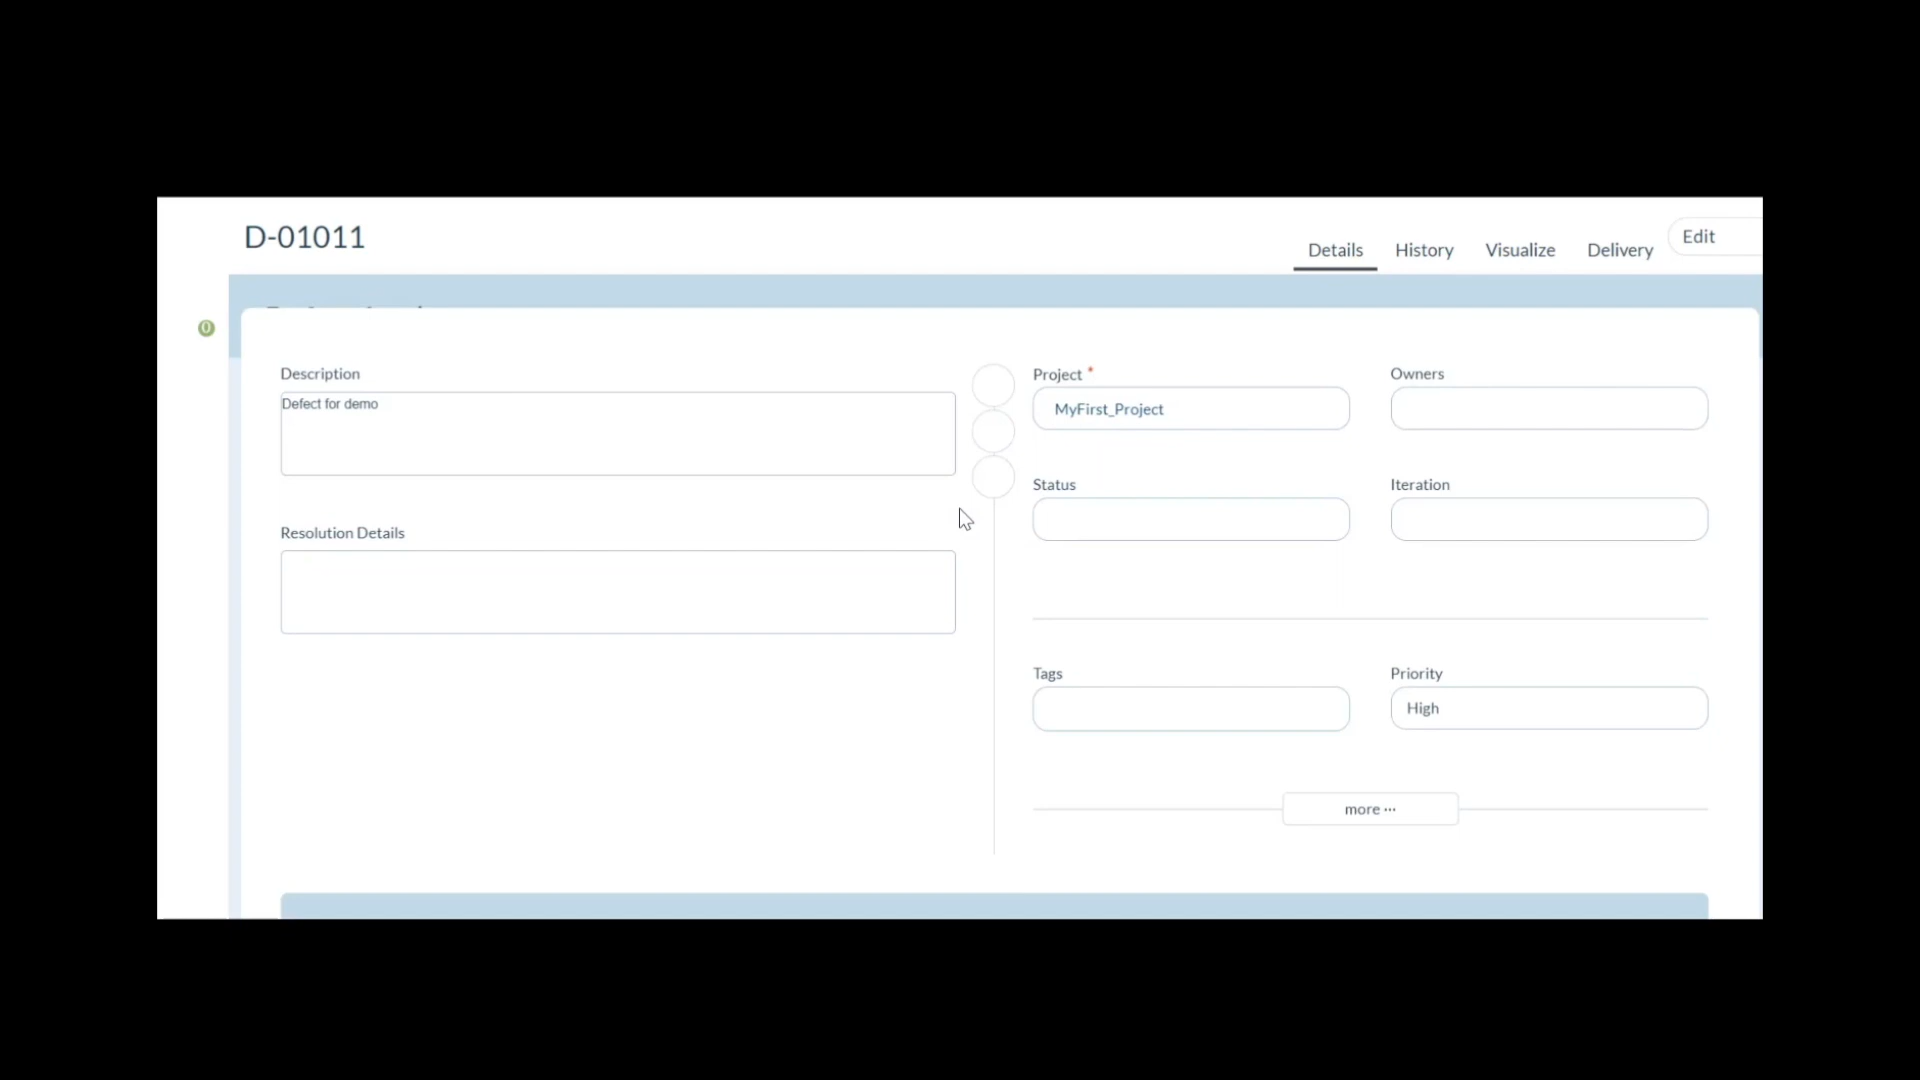 D-01011
Details History Visualize Delivery Edit
0
Description
Defect for demo
Resolution Details
Project *
MyFirst_Project
Owners
Status
Iteration
Tags
Priority
High
more ···